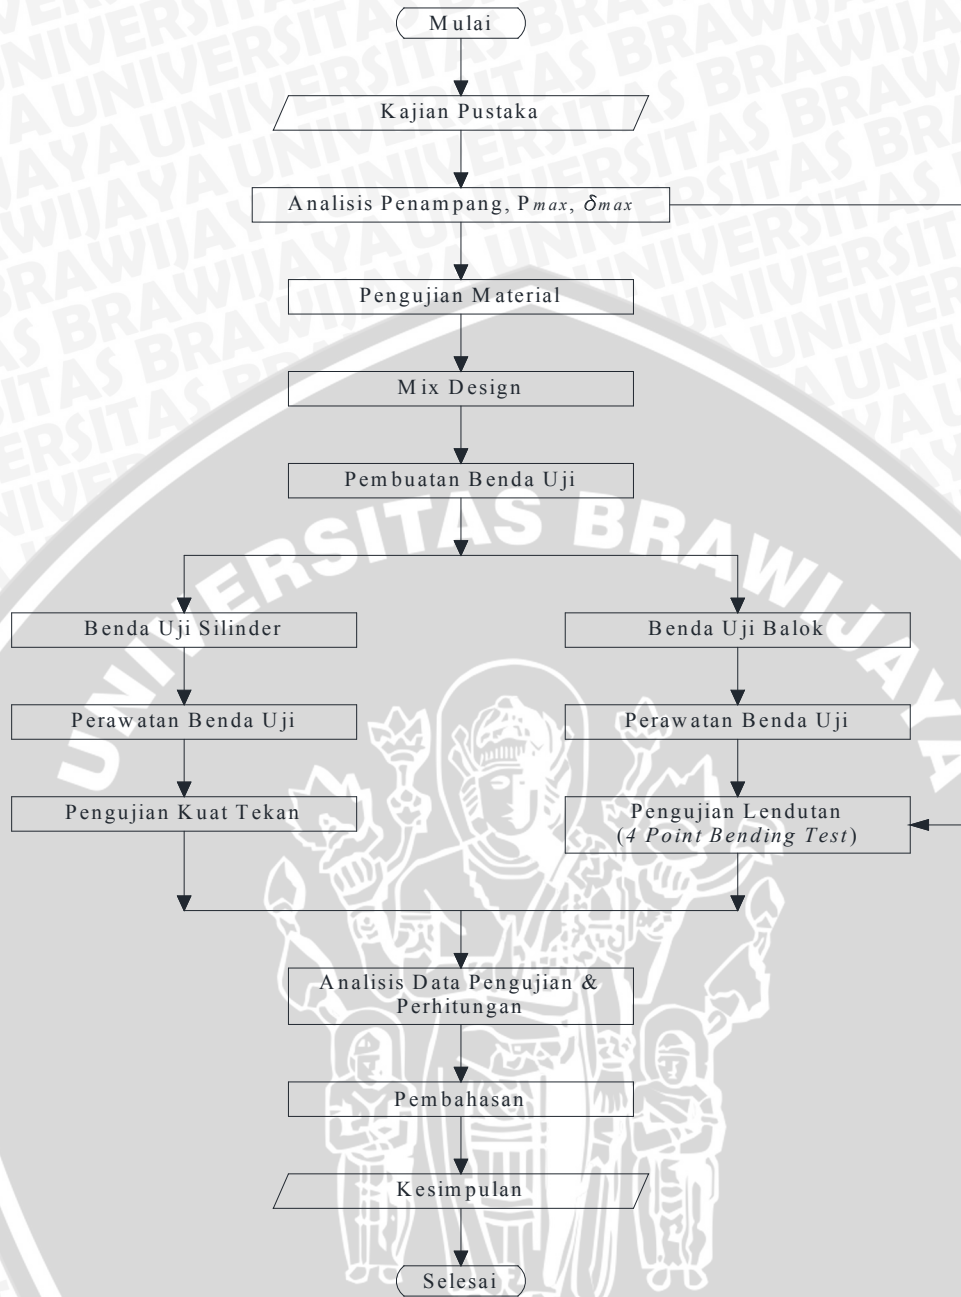 Mulai
Kajian Pustaka
Analisis Penampang, Pmax, δmax
Pengujian Material
Mix Design
Pembuatan Benda Uji
UNIVERSITAS BRAWIJAYA
Benda Uji Silinder
Benda Uji Balok
Perawatan Benda Uji
Perawatan Benda Uji
Pengujian Kuat Tekan
Pengujian Lendutan
(4 Point Bending Test)
Analisis Data Pengujian &
Perhitungan
Pembahasan
Kesimpulan
Selesai